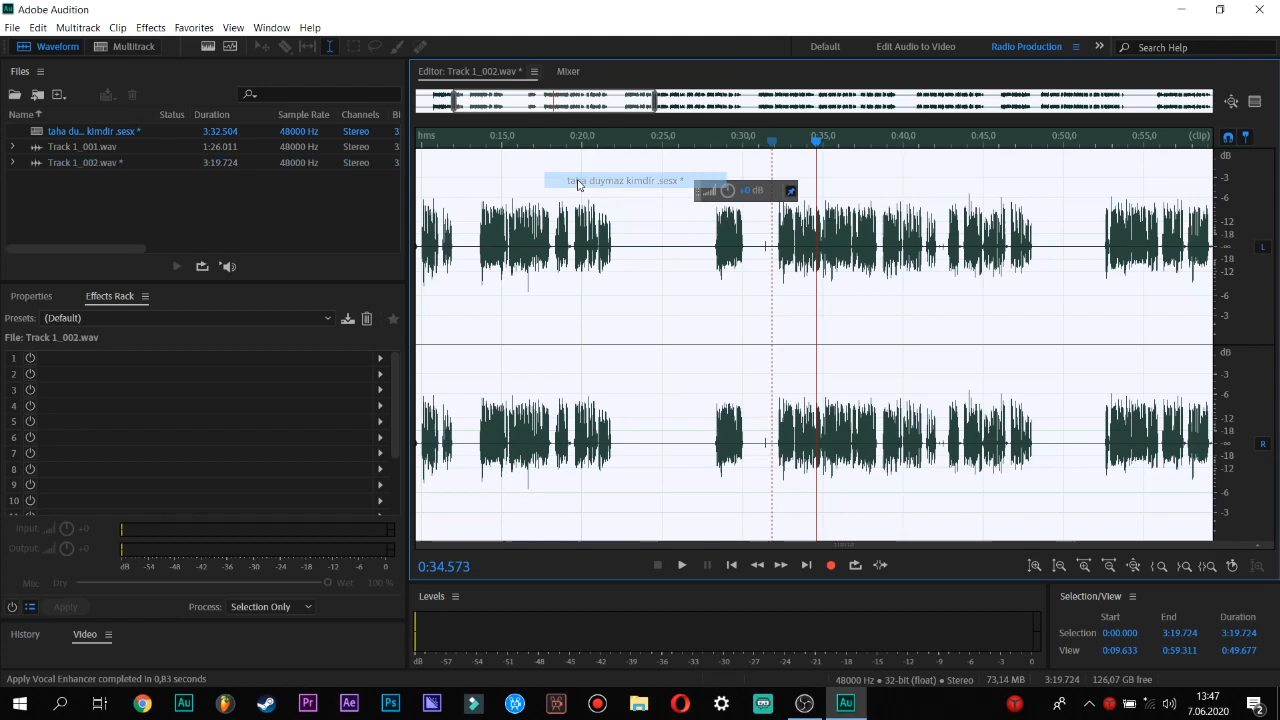 Adobe Audition
File Edit Multitrack Clip Effects Favorites View Window Help
Waveform Multitrack Default Edit Audio to Video Radio Production Search Help
Files
Name Status Duration Sample Rate Channels Bi
taha du... kimdir .sesx * 3:32.504 48000 Hz Stereo 3
Track 1_001.wav 1:26.011 48000 Hz Stereo 3
Track 1_002.wav * 3:19.724 48000 Hz Stereo 3
Properties Effects Rack
Presets: (Default)
File: Track 1_002.wav
1
2
3
4
5
6
7
8
9
10
11
Input: +0
Output: +0
dB -54 -48 -42 -36 -30 -24 -18 -12 -6 0
Mix: Dry Wet 100 %
Apply Process: Selection Only
History Video
Editor: Track 1_002.wav * Mixer
hms 0:15,0 0:20,0 0:25,0 0:30,0 0:35,0 0:40,0 0:45,0 0:50,0 0:55,0 (clip)
taha duymaz kimdir .sesx *
+0 dB
dB
-3
-6
-12
-18
-∞
-18
-12
-6
-3
L
dB
-3
-6
-12
-18
-∞
-18
-12
-6
-3
R
0:34.573
Levels
dB -57 -54 -51 -48 -45 -42 -39 -36 -33 -30 -27 -24 -21 -18 -15 -12 -9 -6 -3 0
Selection/View
Start End Duration
Selection 0:00.000 3:19.724 3:19.724
View 0:09.633 0:59.311 0:49.677
Apply Vocal Enhancer completed in 0,83 seconds
48000 Hz ● 32-bit (float) ● Stereo 73,14 MB 3:19.724 126,07 GB free
Au Pr Ae Ps Au
13:47
7.06.2020
2